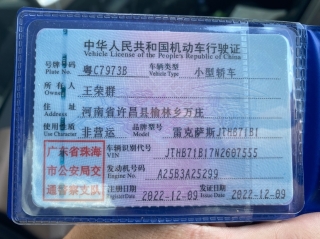 中华人民共和国机动车行驶证
Vehicle License of the People's Republic of China
号牌号码 粤C7973B 车辆类型 小型轿车
Plate No. Vehicle Type
所有人 王荣群
Owner
住址 河南省许昌县榆林乡万庄
Address
使用性质 非营运 品牌型号 雷克萨斯JTHB71B1
Use Character Model
广东省珠海
市公安局交
通警察支队
车辆识别代号 JTHB71B17N2607555
VIN
发动机号码 A25B3A25299
Engine No.
注册日期 2022-12-09 发证日期 2022-12-09
Register Date Issue Date